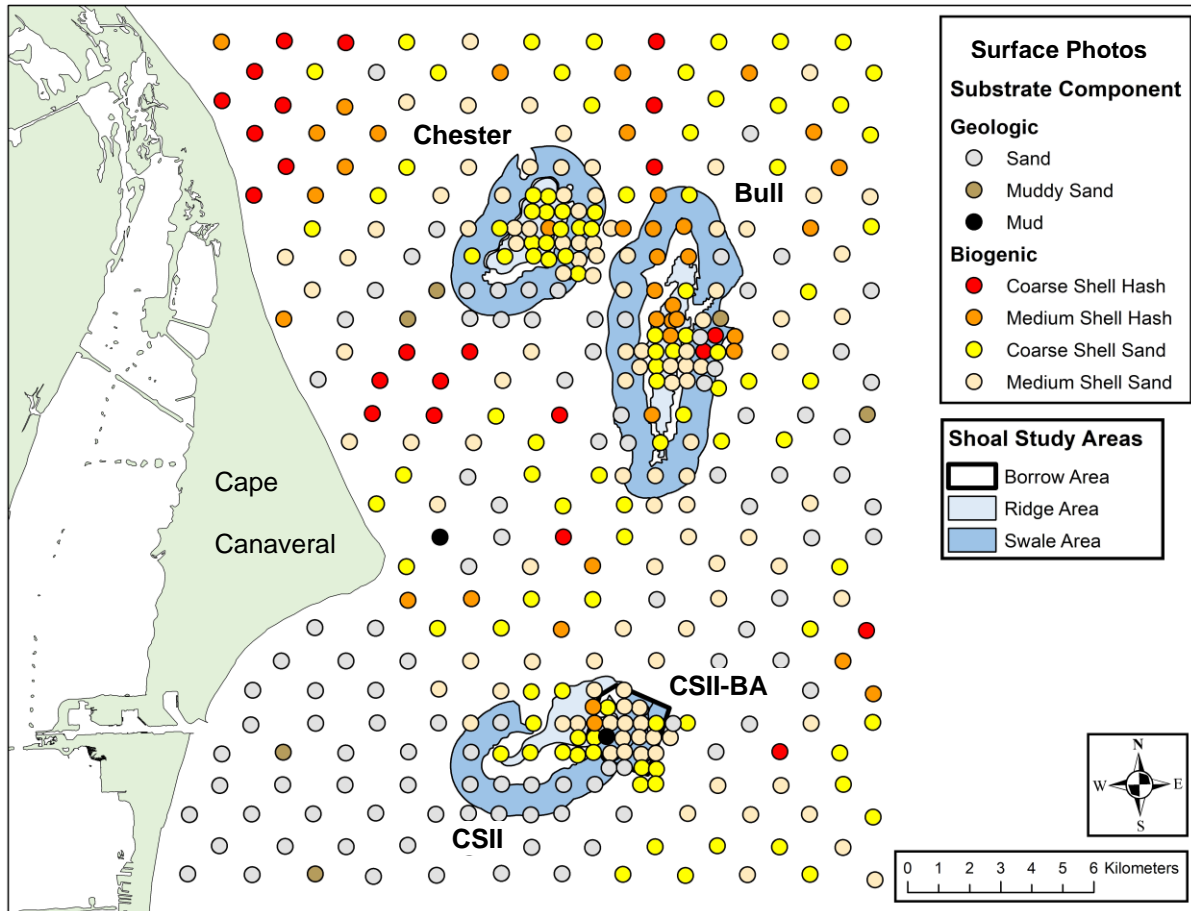 Chester
Bull
Cape
Canaveral
CSII-BA
CSII
Surface Photos
Substrate Component
Geologic
Sand
Muddy Sand
Mud
Biogenic
Coarse Shell Hash
Medium Shell Hash
Coarse Shell Sand
Medium Shell Sand
Shoal Study Areas
Borrow Area
Ridge Area
Swale Area
N
W E
S
0 1 2 3 4 5 6 Kilometers